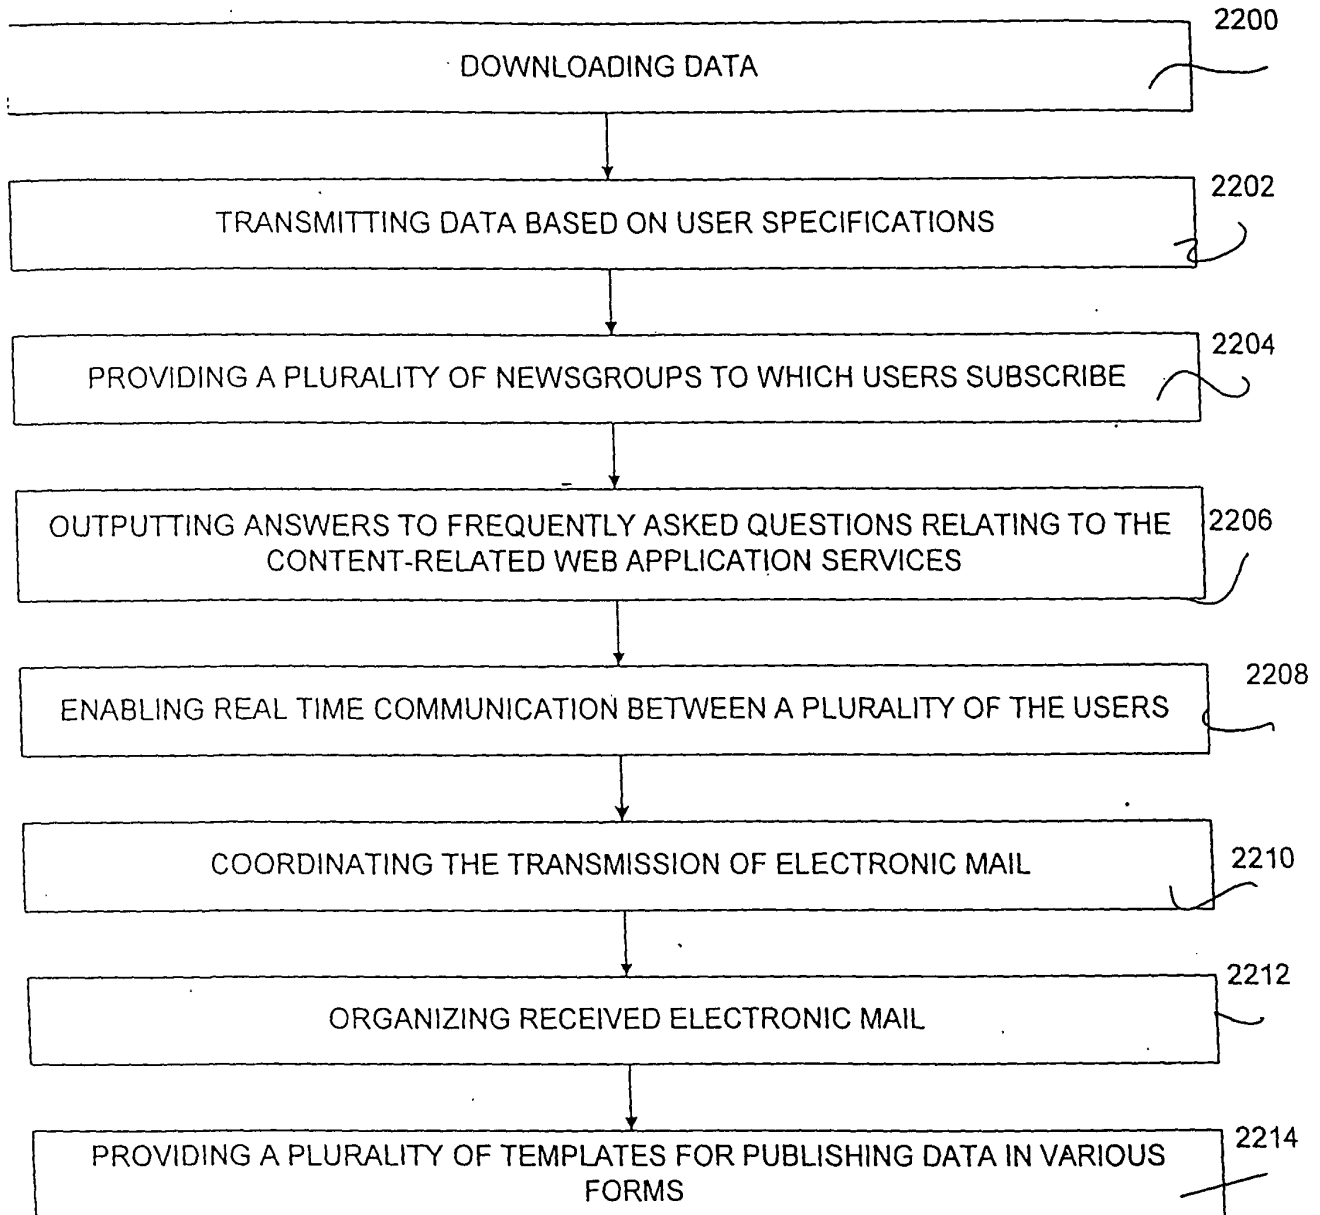 2200
DOWNLOADING DATA
2202
TRANSMITTING DATA BASED ON USER SPECIFICATIONS
2204
PROVIDING A PLURALITY OF NEWSGROUPS TO WHICH USERS SUBSCRIBE
2206
OUTPUTTING ANSWERS TO FREQUENTLY ASKED QUESTIONS RELATING TO THE
CONTENT-RELATED WEB APPLICATION SERVICES
2208
ENABLING REAL TIME COMMUNICATION BETWEEN A PLURALITY OF THE USERS
2210
COORDINATING THE TRANSMISSION OF ELECTRONIC MAIL
2212
ORGANIZING RECEIVED ELECTRONIC MAIL
2214
PROVIDING A PLURALITY OF TEMPLATES FOR PUBLISHING DATA IN VARIOUS
FORMS